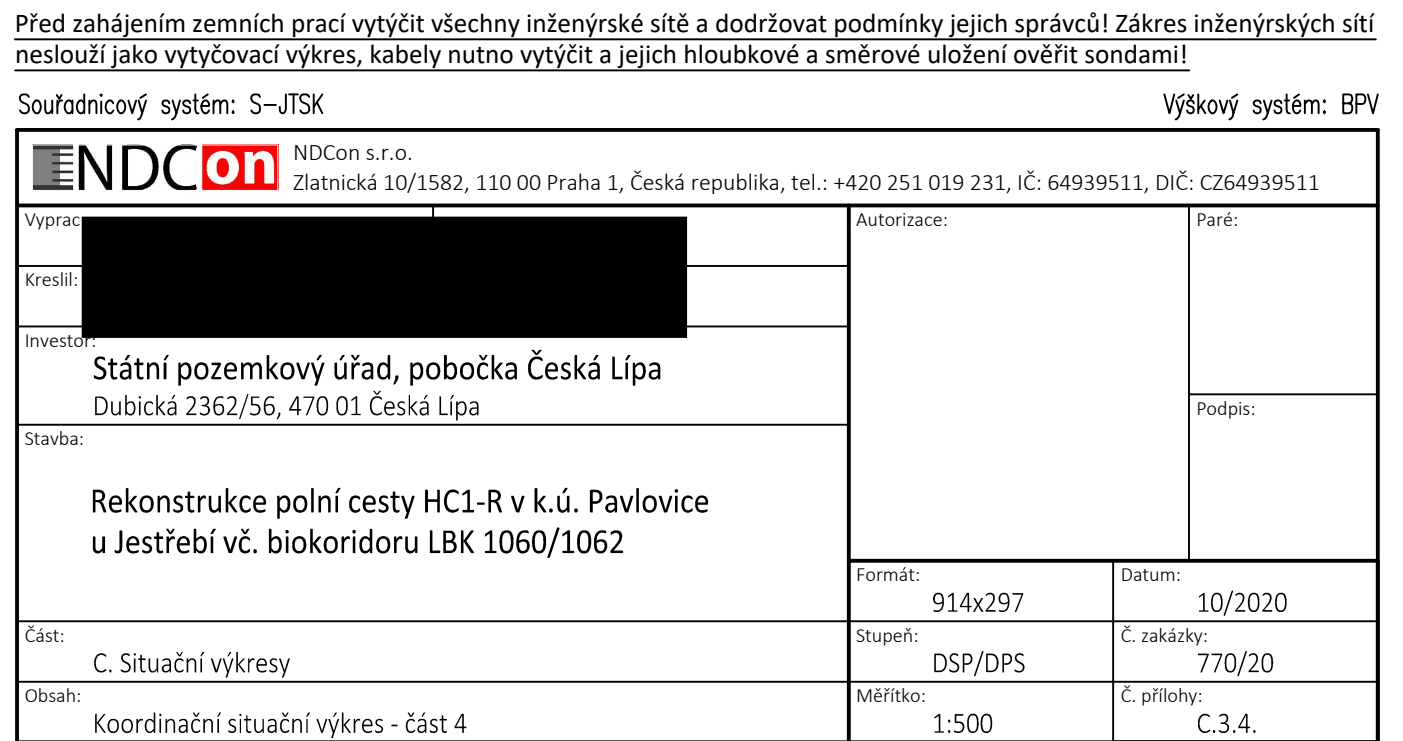 Před zahájením zemních prací vytýčit všechny inženýrské sítě a dodržovat podmínky jejich správců! Zákres inženýrských sítí
neslouží jako vytyčovací výkres, kabely nutno vytýčit a jejich hloubkové a směrové uložení ověřit sondami!
Souřadnicový systém: S-JTSK
Výškový systém: BPV
NDCon
NDCon s.r.o.
Zlatnická 10/1582, 110 00 Praha 1, Česká republika, tel.: +420 251 019 231, IČ: 64939511, DIČ: CZ64939511
Kreslil:
Investor:
Státní pozemkový úřad, pobočka Česká Lípa
Dubická 2362/56, 470 01 Česká Lípa
Stavba:
Rekonstrukce polní cesty HC1-R v k.ú. Pavlovice
u Jestřebí vč. biokoridoru LBK 1060/1062
Část:
C. Situační výkresy
Obsah:
Koordinační situační výkres - část 4
Autorizace:
Paré:
Podpis:
Formát:
914x297
Datum:
10/2020
Stupeň:
DSP/DPS
Č. zakázky:
770/20
Měřítko:
1:500
Č. přílohy:
C.3.4.